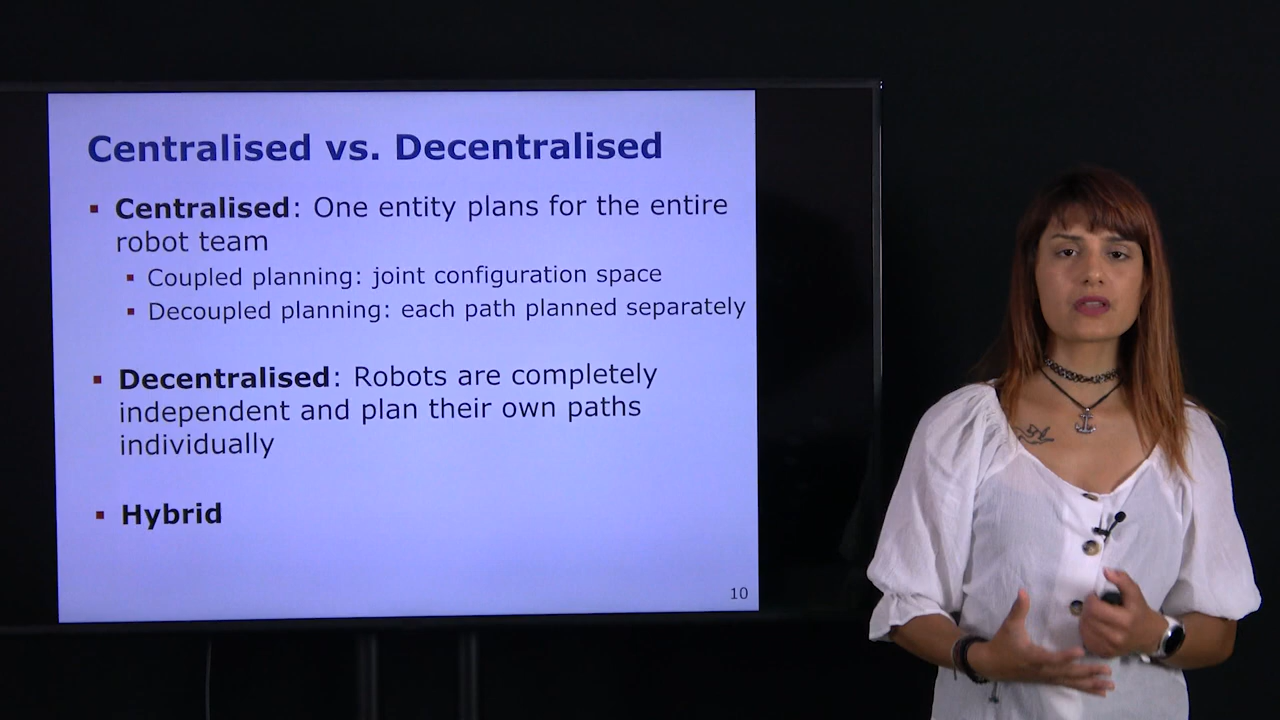 Centralised vs. Decentralised
▪ Centralised: One entity plans for the entire
robot team
▪ Coupled planning: joint configuration space
▪ Decoupled planning: each path planned separately
▪ Decentralised: Robots are completely
independent and plan their own paths
individually
▪ Hybrid
10